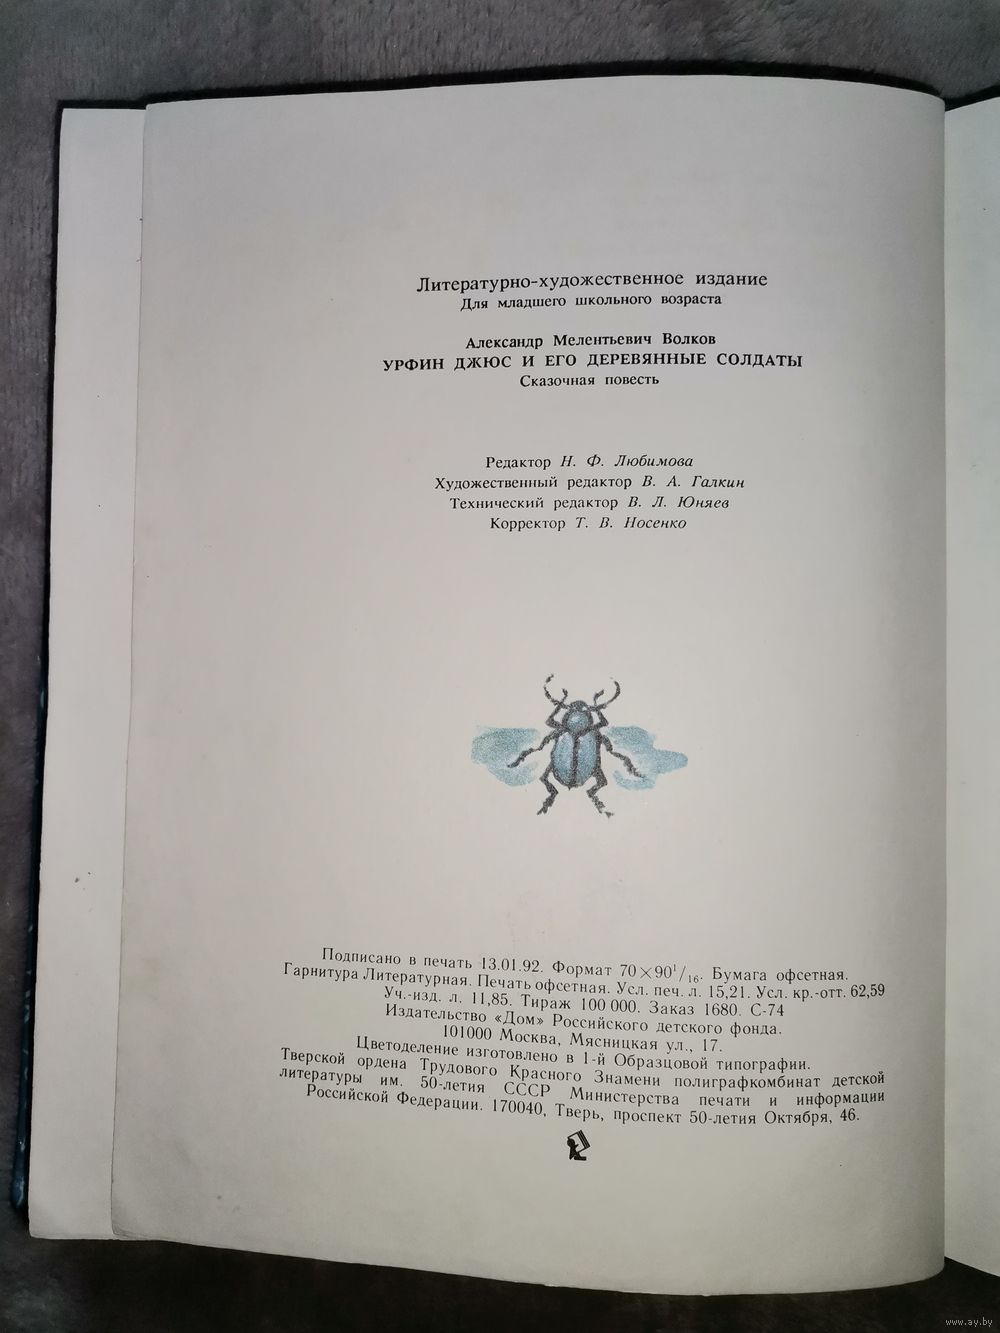 Литературно-художественное издание
Для младшего школьного возраста
Александр Мелентьевич Волков
УРФИН ДЖЮС И ЕГО ДЕРЕВЯННЫЕ СОЛДАТЫ
Сказочная повесть
Редактор Н. Ф. Любимова
Художественный редактор В. А. Галкин
Технический редактор В. Л. Юняев
Корректор Т. В. Носенко
Подписано в печать 13.01.92. Формат 70×90¹/₁₆. Бумага офсетная.
Гарнитура Литературная. Печать офсетная. Усл. печ. л. 15,21. Усл. кр.-отт. 62,59
Уч.-изд. л. 11,85. Тираж 100 000. Заказ 1680. С-74
Издательство «Дом» Российского детского фонда.
101000 Москва, Мясницкая ул., 17.
Цветоделение изготовлено в 1-й Образцовой типографии.
Тверской ордена Трудового Красного Знамени полиграфкомбинат детской
литературы им. 50-летия СССР Министерства печати и информации
Российской Федерации. 170040, Тверь, проспект 50-летия Октября, 46.
www.ay.by